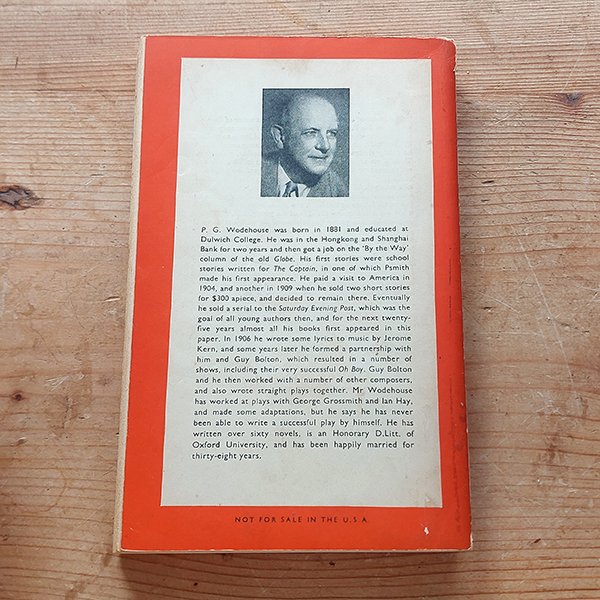 P. G. Wodehouse was born in 1881 and educated at
Dulwich College. He was in the Hongkong and Shanghai
Bank for two years and then got a job on the 'By the Way'
column of the old Globe. His first stories were school
stories written for The Captain, in one of which Psmith
made his first appearance. He paid a visit to America in
1904, and another in 1909 when he sold two short stories
for $300 apiece, and decided to remain there. Eventually
he sold a serial to the Saturday Evening Post, which was the
goal of all young authors then, and for the next twenty-
five years almost all his books first appeared in this
paper. In 1906 he wrote some lyrics to music by Jerome
Kern, and some years later he formed a partnership with
him and Guy Bolton, which resulted in a number of
shows, including their very successful Oh Boy. Guy Bolton
and he then worked with a number of other composers,
and also wrote straight plays together. Mr Wodehouse
has worked at plays with George Grossmith and Ian Hay,
and made some adaptations, but he says he has never
been able to write a successful play by himself. He has
written over sixty novels, is an Honorary D.Litt. of
Oxford University, and has been happily married for
thirty-eight years.
NOT FOR SALE IN THE U.S.A.